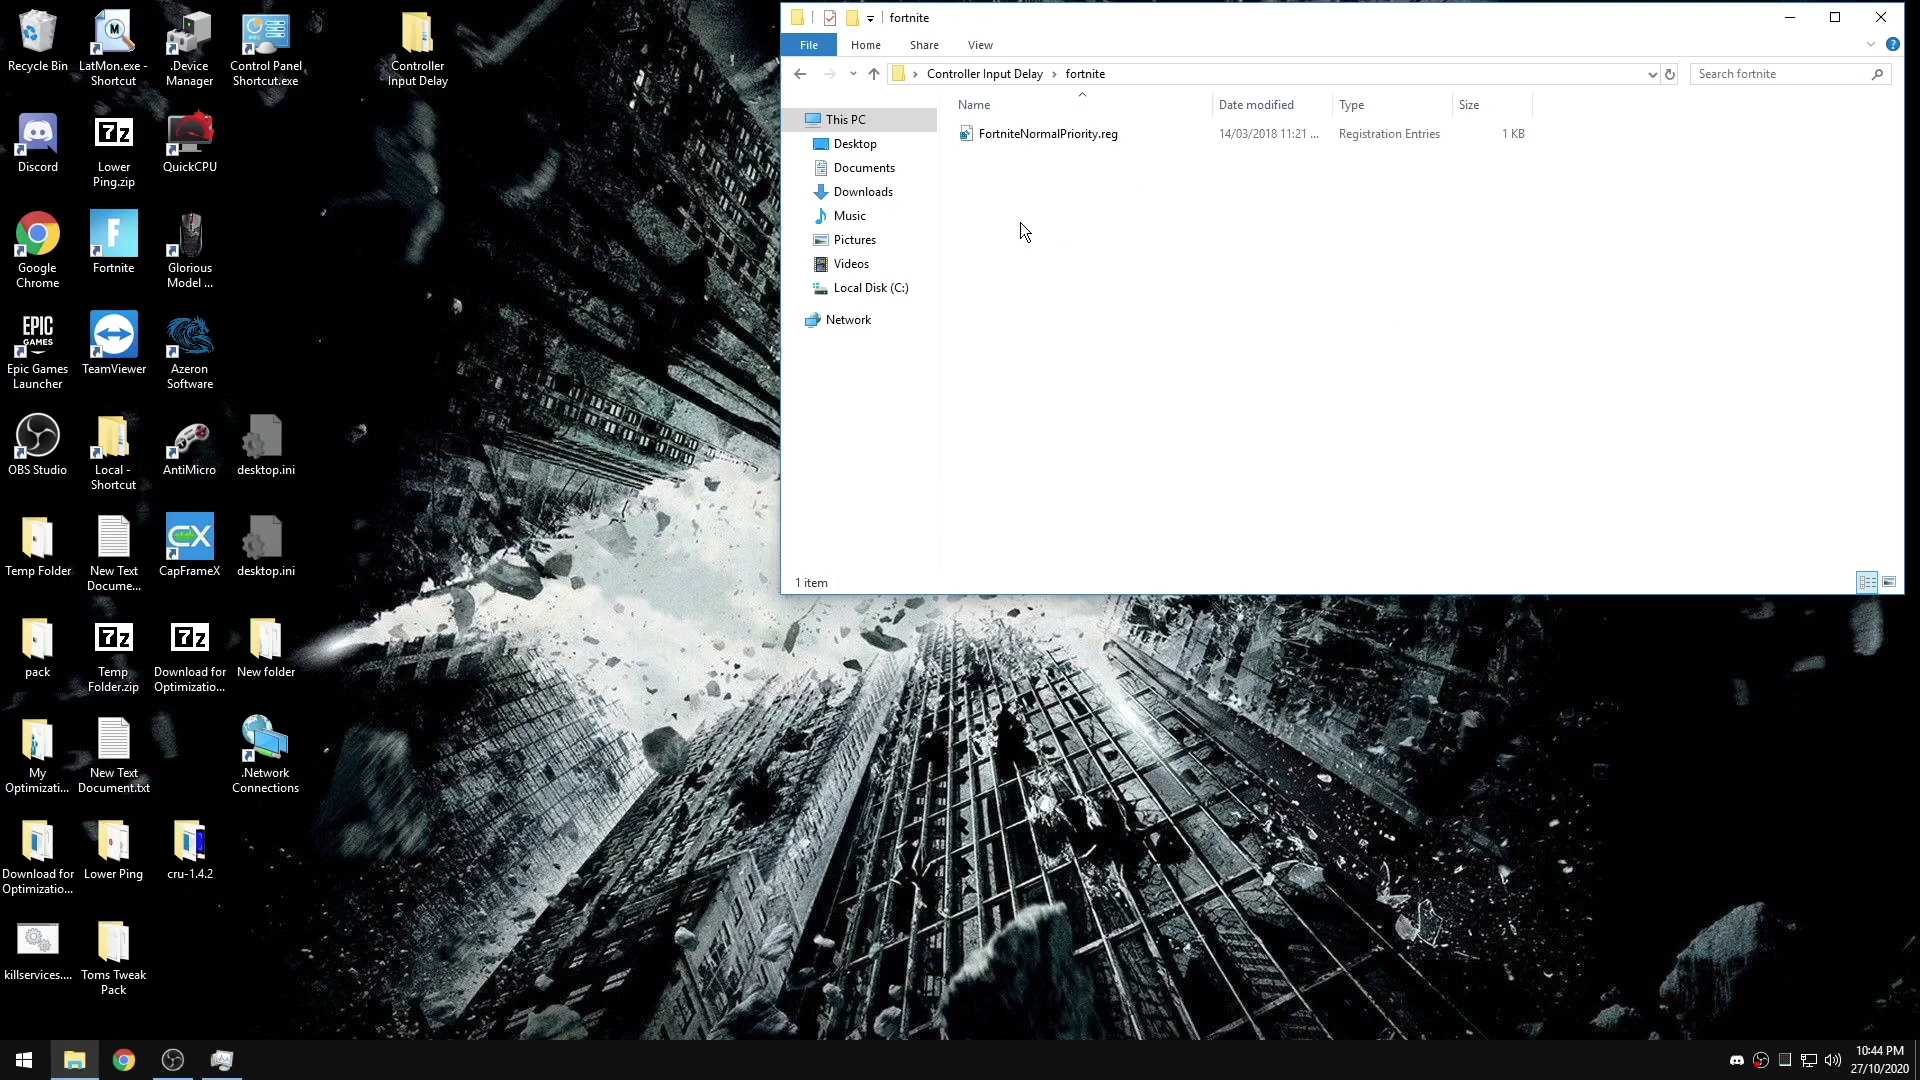 fortnite
File
Home
Share
View
Controller Input Delay
fortnite
Search fortnite
Name
Date modified
Type
Size
FortniteNormalPriority.reg
14/03/2018 11:21 ...
Registration Entries
1 KB
This PC
Desktop
Documents
Downloads
Music
Pictures
Videos
Local Disk (C:)
Network
1 item
Recycle Bin
LatMon.exe -
Shortcut
.Device
Manager
Control Panel
Shortcut.exe
Controller
Input Delay
Discord
7z
Lower
Ping.zip
QuickCPU
Google
Chrome
F
Fortnite
Glorious
Model ...
EPIC
GAMES
Epic Games
Launcher
TeamViewer
Azeron
Software
OBS Studio
Local -
Shortcut
AntiMicro
desktop.ini
Temp Folder
New Text
Docume...
CX
CapFrameX
desktop.ini
pack
7z
Temp
Folder.zip
7z
Download for
Optimizatio...
New folder
My
Optimizati...
New Text
Document.txt
.Network
Connections
Download for
Optimizatio...
Lower Ping
cru-1.4.2
killservices....
Toms Tweak
Pack
10:44 PM
27/10/2020